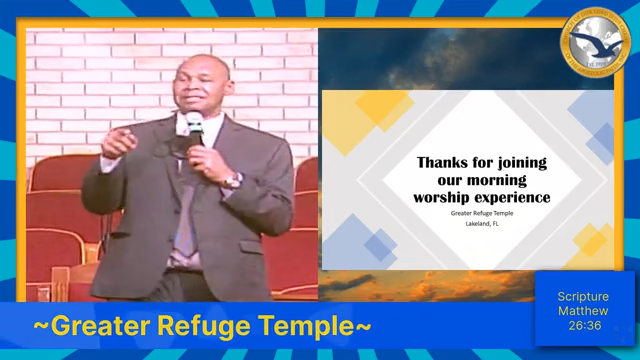 Thanks for joining
our morning
worship experience
Greater Refuge Temple
Lakeland, FL
Scripture
Matthew
26:36
~Greater Refuge Temple~